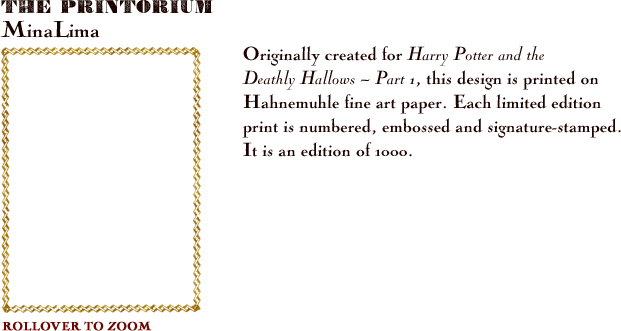 THE PRINTORIUM
MinaLima
Originally created for Harry Potter and the
Deathly Hallows – Part 1, this design is printed on
Hahnemuhle fine art paper. Each limited edition
print is numbered, embossed and signature-stamped.
It is an edition of 1000.
ROLLOVER TO ZOOM